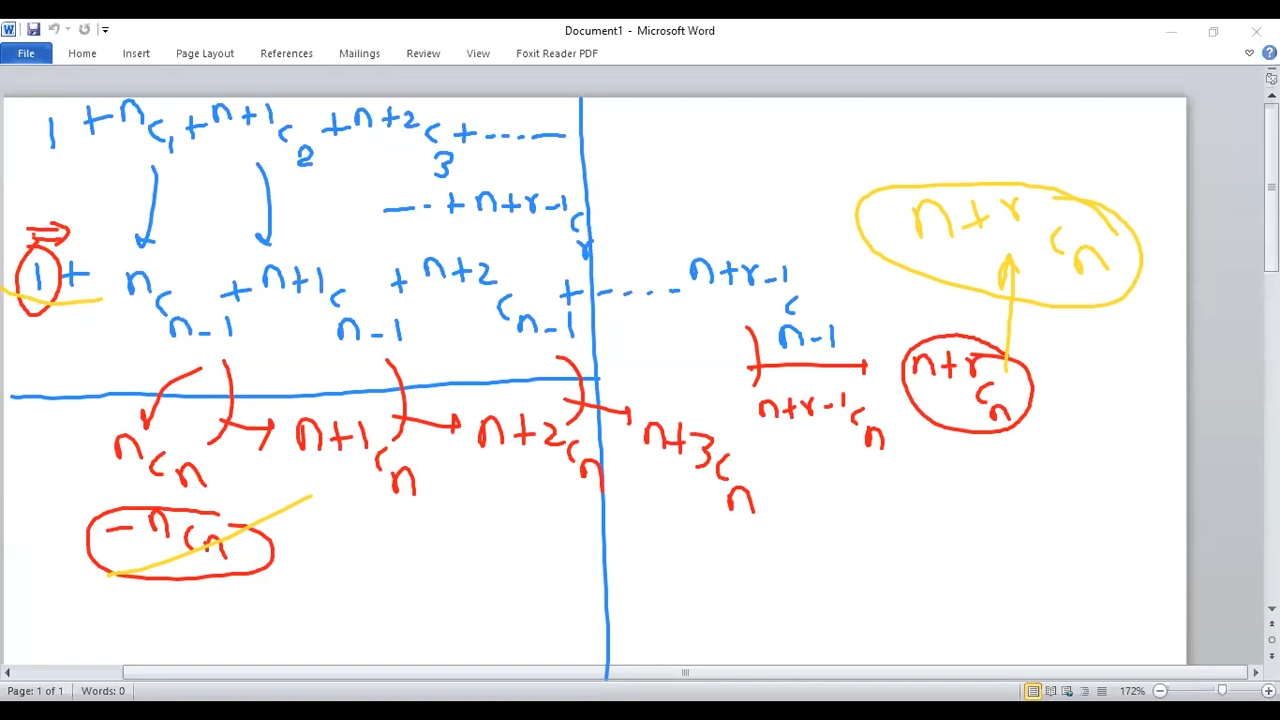 Document1 - Microsoft Word
File Home Insert Page Layout References Mailings Review View Foxit Reader PDF
1 + nC1 + n+1C2 + n+2C3 + ......
... + n+r-1Cr
1 + nCn-1 + n+1Cn-1 + n+2Cn-1 + ..... n+r-1Cn-1
n+rCn
n+rCn
n+r-1Cn
nCn n+1Cn n+2Cn n+3Cn
- nCn
Page: 1 of 1 Words: 0 172%